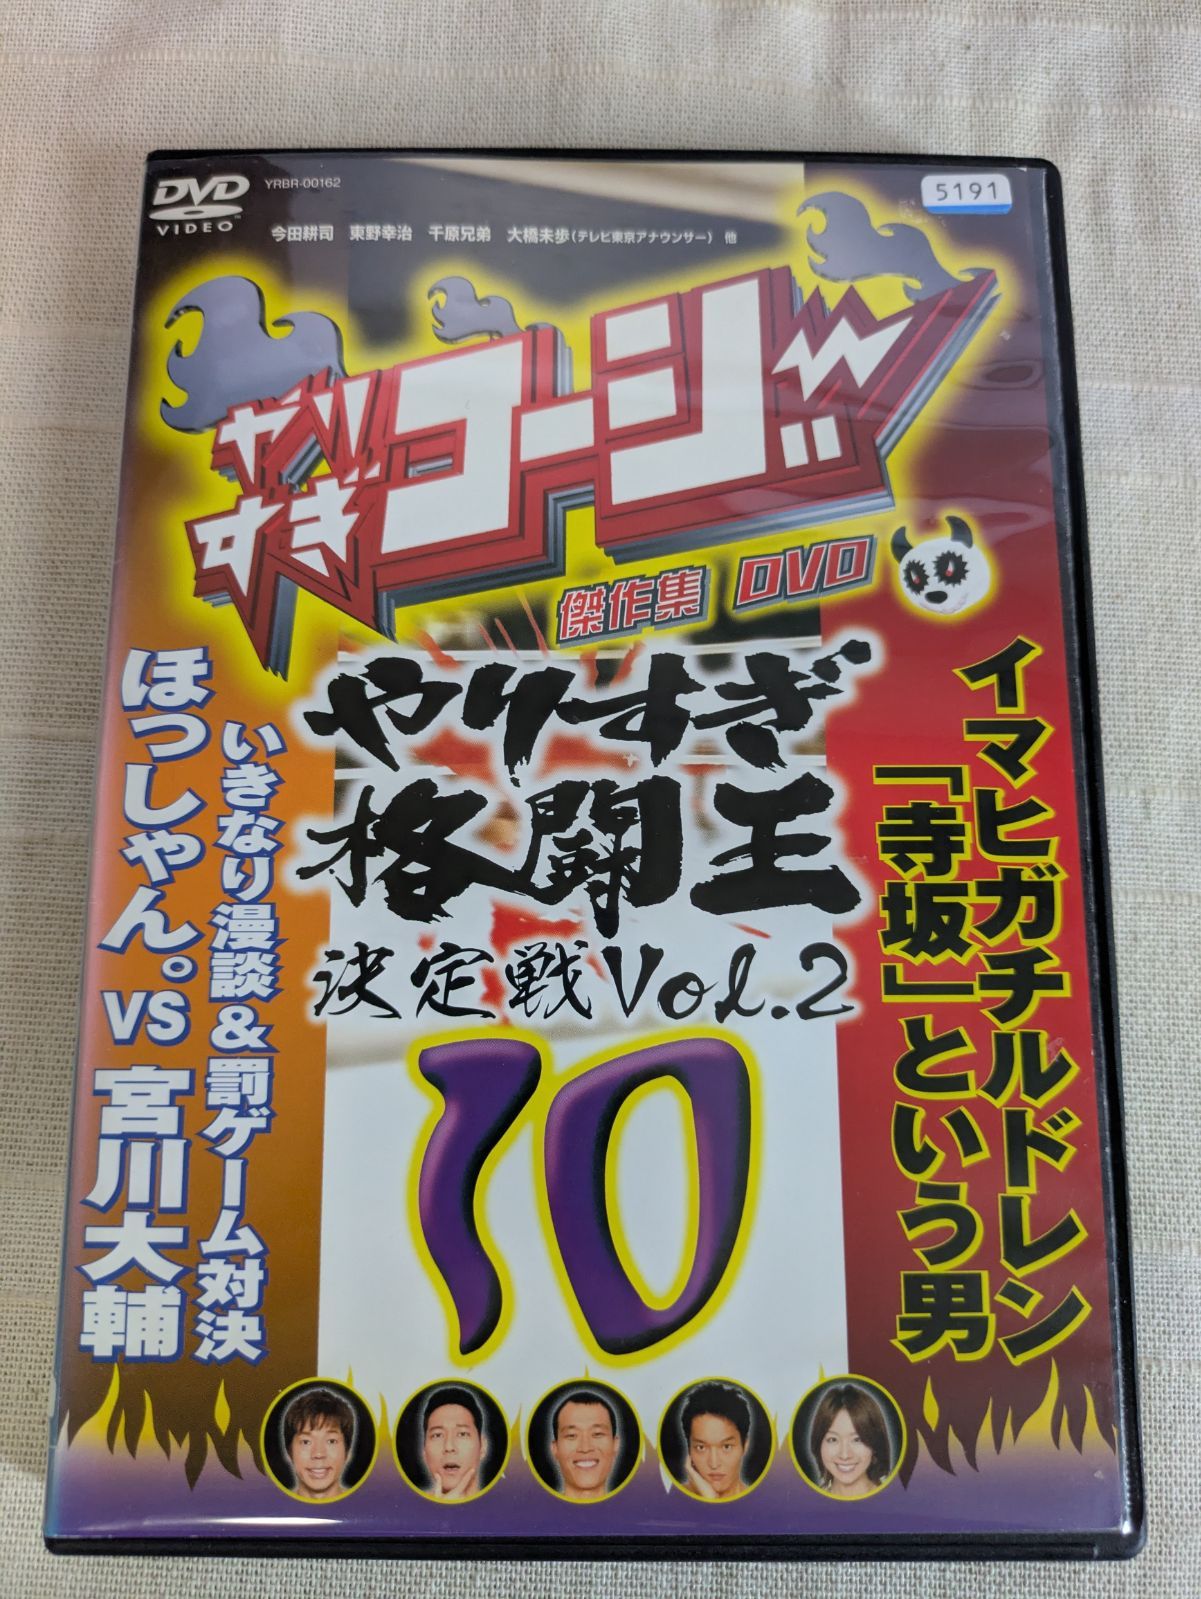 DVD
VIDEO
YRBR-00162
5191
今田耕司 東野幸治 千原兄弟 大橋未歩(テレビ東京アナウンサー) 他
やり
すぎ
コージー
傑作集 DVD
やりすぎ
格闘王
決定戦Vol.2
10
イマヒガチルドレン
「寺坂」という男
いきなり漫談&罰ゲーム対決
ほっしゃん。VS 宮川大輔